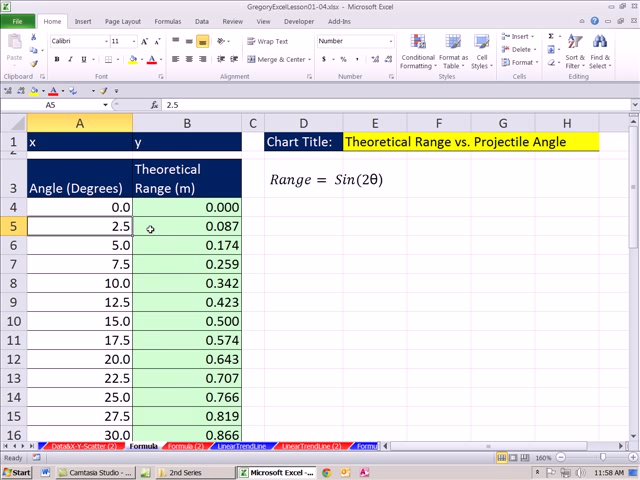 GregoryExcelLesson01-04.xlsx - Microsoft Excel
File Home Insert Page Layout Formulas Data Review View Developer Add-Ins
Calibri 11 Wrap Text Number Insert
Paste B I U Merge & Center $ % , Conditional Formatting Format as Table Cell Styles Delete Format Sort & Filter Find & Select
Clipboard Font Alignment Number Styles Cells Editing
A5 fx 2.5
A B C D E F G H
1 x y Chart Title: Theoretical Range vs. Projectile Angle
2
3 Angle (Degrees) Theoretical Range (m) Range = Sin(2θ)
4 0.0 0.000
5 2.5 0.087
6 5.0 0.174
7 7.5 0.259
8 10.0 0.342
9 12.5 0.423
10 15.0 0.500
11 17.5 0.574
12 20.0 0.643
13 22.5 0.707
14 25.0 0.766
15 27.5 0.819
16 30.0 0.866
Data&X-Y-Scatter (2) Formula Formula (2) LinearTrendLine LinearTrendLine (2) Formu
Ready 160%
Start Camtasia Studio - ... 2nd Series Microsoft Excel -... 11:58 AM